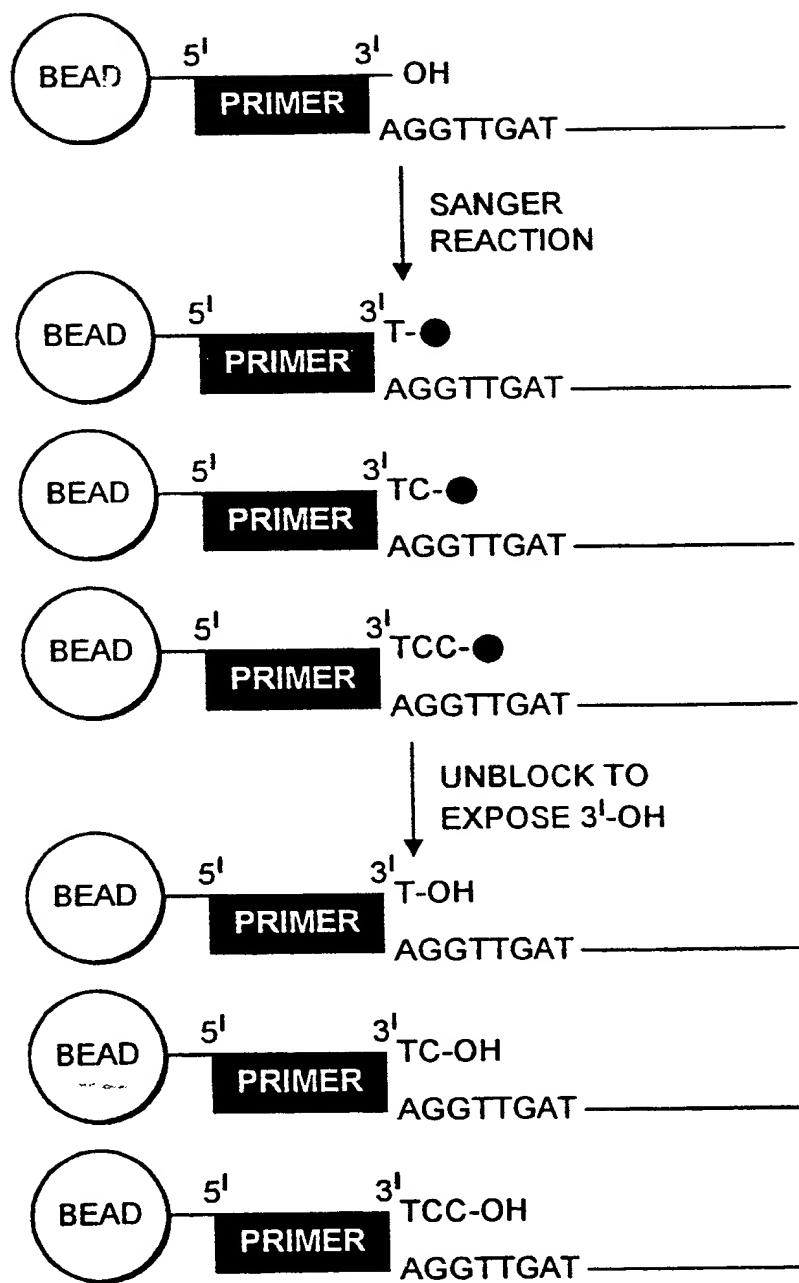 5' 3'
BEAD OH
PRIMER
AGGTTGAT
SANGER
REACTION
5' 3'
BEAD T-●
PRIMER
AGGTTGAT
5' 3'
BEAD TC-●
PRIMER
AGGTTGAT
5' 3'
BEAD TCC-●
PRIMER
AGGTTGAT
UNBLOCK TO
EXPOSE 3'-OH
5' 3'
BEAD T-OH
PRIMER
AGGTTGAT
5' 3'
BEAD TC-OH
PRIMER
AGGTTGAT
5' 3'
BEAD TCC-OH
PRIMER
AGGTTGAT